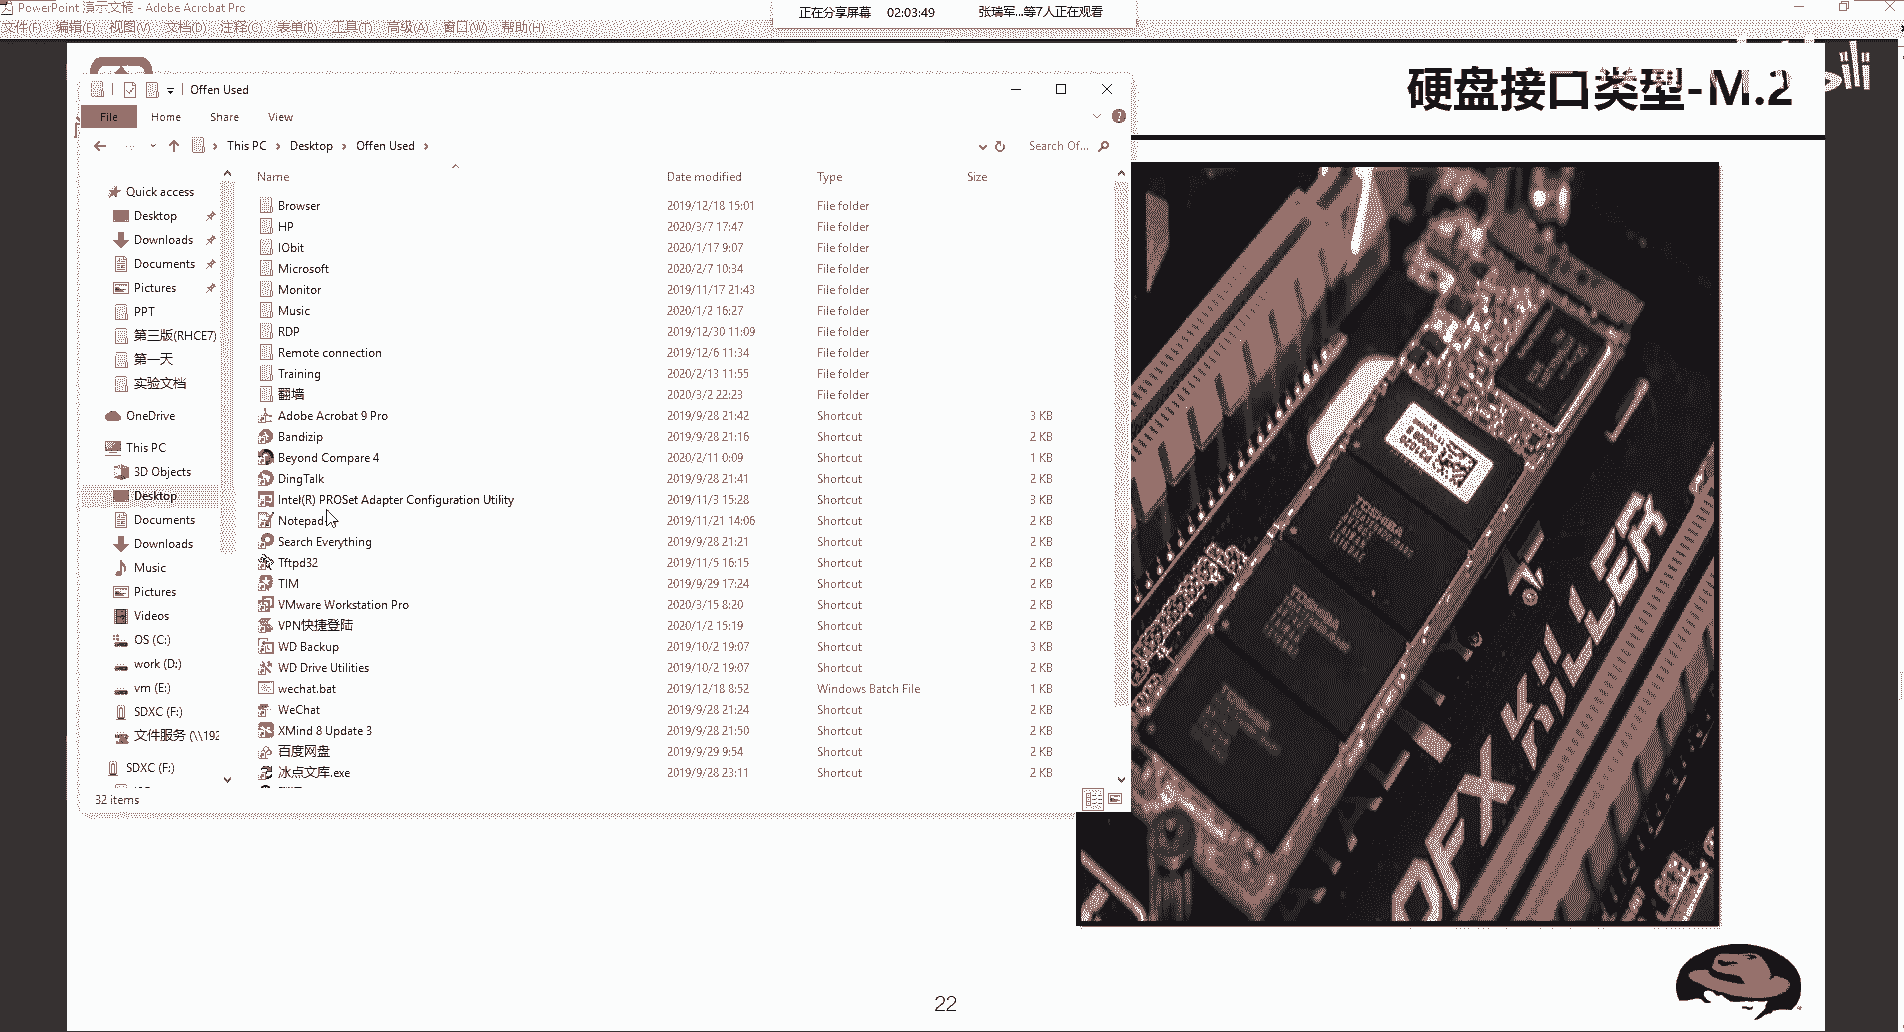 PowerPoint 演示文稿 - Adobe Acrobat Pro
正在分享屏幕 02:03:49 张瑞军...等7人正在观看
文件(F) 编辑(E) 视图(V) 文档(D) 注释(C) 表单(R) 工具(T) 高级(A) 窗口(W) 帮助(H)
硬盘接口类型-M.2
Offen Used
File Home Share View
This PC Desktop Offen Used Search Of...
Name Date modified Type Size
Quick access
Desktop
Downloads
Documents
Pictures
PPT
第三版(RHCE7)
第一天
实验文档
OneDrive
This PC
3D Objects
Desktop
Documents
Downloads
Music
Pictures
Videos
OS (C:)
work (D:)
vm (E:)
SDXC (F:)
文件服务 (\\192
SDXC (F:)
Browser 2019/12/18 15:01 File folder
HP 2020/3/7 17:47 File folder
IObit 2020/1/17 9:07 File folder
Microsoft 2020/2/7 10:34 File folder
Monitor 2019/11/17 21:43 File folder
Music 2020/1/2 16:27 File folder
RDP 2019/12/30 11:09 File folder
Remote connection 2019/12/6 11:34 File folder
Training 2020/2/13 11:55 File folder
翻墙 2020/3/2 22:23 File folder
Adobe Acrobat 9 Pro 2019/9/28 21:42 Shortcut 3 KB
Bandizip 2019/9/28 21:16 Shortcut 2 KB
Beyond Compare 4 2020/2/11 0:09 Shortcut 1 KB
DingTalk 2019/9/28 21:41 Shortcut 2 KB
Intel(R) PROSet Adapter Configuration Utility 2019/11/3 15:28 Shortcut 3 KB
Notepad 2019/11/21 14:06 Shortcut 2 KB
Search Everything 2019/9/28 21:21 Shortcut 2 KB
Tftpd32 2019/11/5 16:15 Shortcut 2 KB
TIM 2019/9/29 17:24 Shortcut 2 KB
VMware Workstation Pro 2020/3/15 8:20 Shortcut 2 KB
VPN快捷登陆 2020/1/2 15:19 Shortcut 2 KB
WD Backup 2019/10/2 19:07 Shortcut 3 KB
WD Drive Utilities 2019/10/2 19:07 Shortcut 2 KB
wechat.bat 2019/12/18 8:52 Windows Batch File 1 KB
WeChat 2019/9/28 21:24 Shortcut 2 KB
XMind 8 Update 3 2019/9/28 21:50 Shortcut 2 KB
百度网盘 2019/9/29 9:54 Shortcut 2 KB
冰点文库.exe 2019/9/28 23:11 Shortcut 2 KB
32 items
TOSHIBA
TOSHIBA
OFX KILLER
22